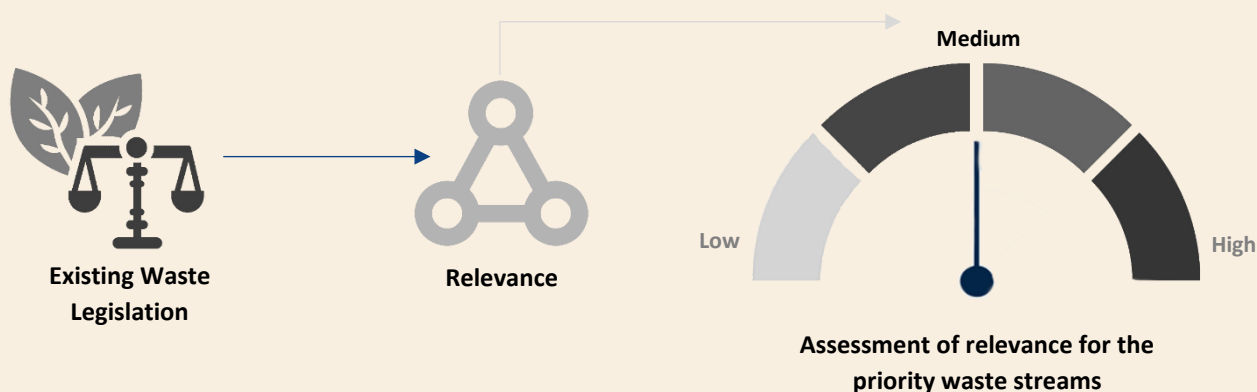 Medium
Low
High
Existing Waste
Legislation
Relevance
Assessment of relevance for the
priority waste streams